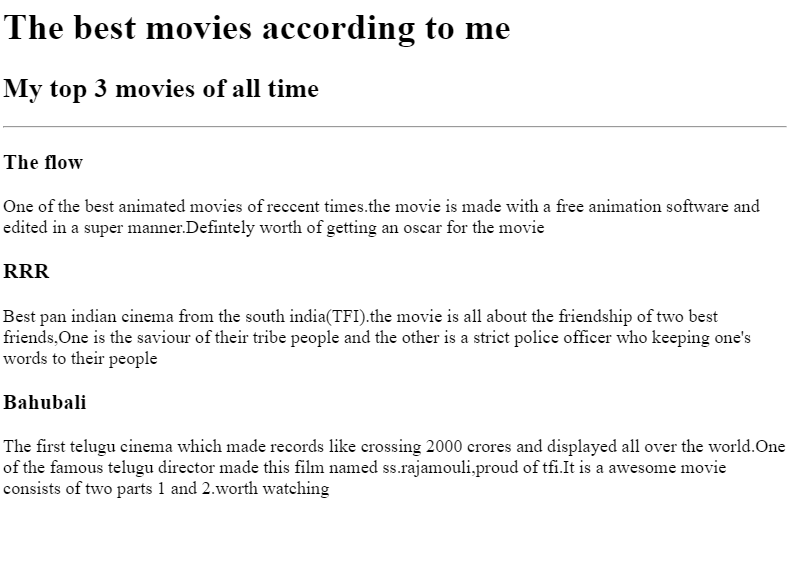 The best movies according to me
My top 3 movies of all time
The flow
One of the best animated movies of reccent times.the movie is made with a free animation software and
edited in a super manner.Defintely worth of getting an oscar for the movie
RRR
Best pan indian cinema from the south india(TFI).the movie is all about the friendship of two best
friends,One is the saviour of their tribe people and the other is a strict police officer who keeping one's
words to their people
Bahubali
The first telugu cinema which made records like crossing 2000 crores and displayed all over the world.One
of the famous telugu director made this film named ss.rajamouli,proud of tfi.It is a awesome movie
consists of two parts 1 and 2.worth watching